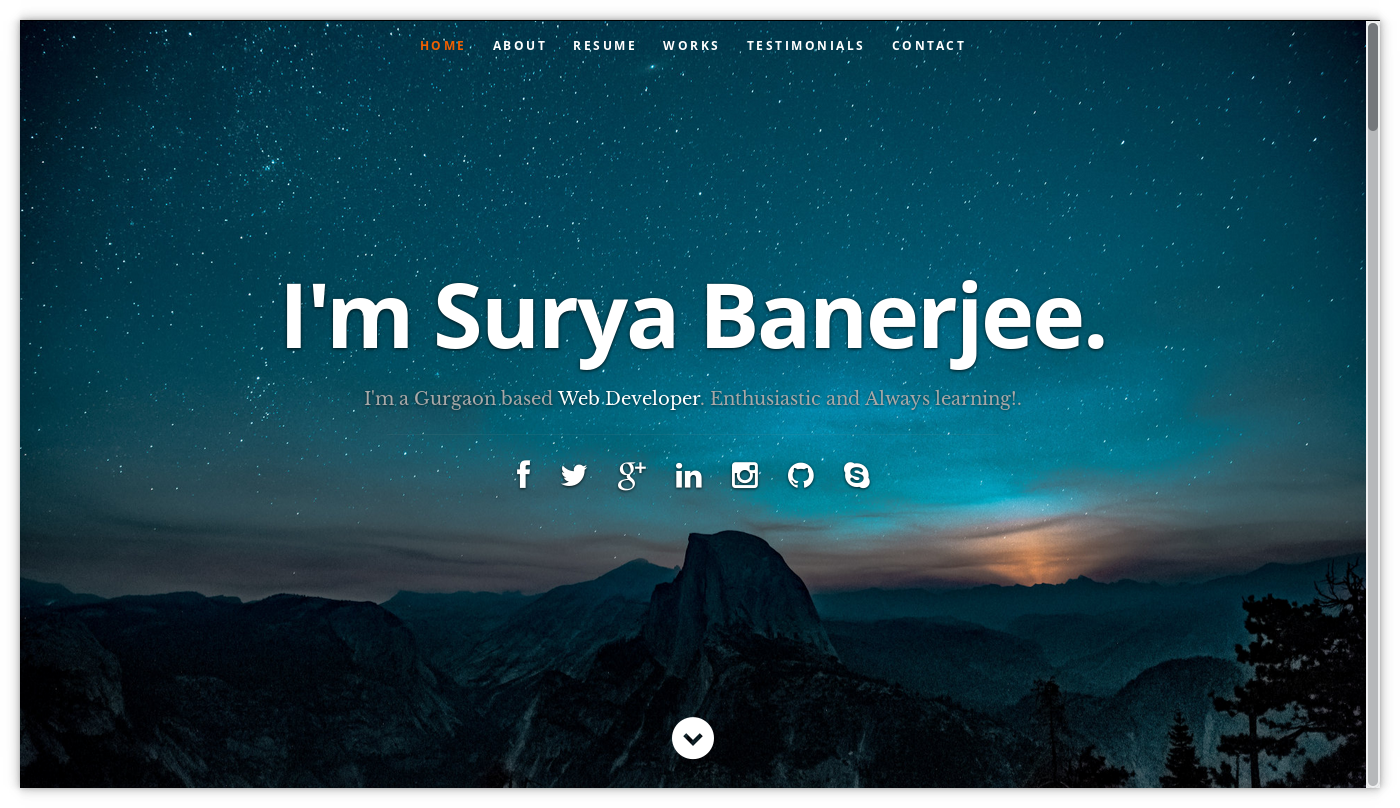 HOME ABOUT RESUME WORKS TESTIMONIALS CONTACT
I'm Surya Banerjee.
I'm a Gurgaon based Web Developer. Enthusiastic and Always learning!.